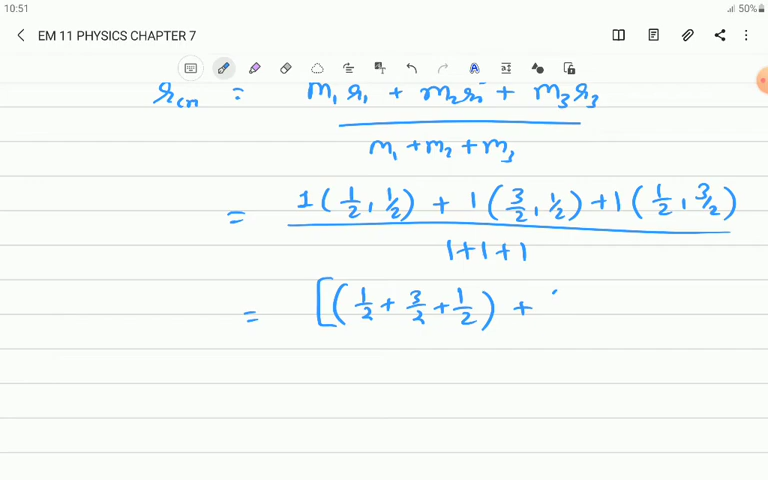 10:51 50%
EM 11 PHYSICS CHAPTER 7
r_cm = (m₁r₁ + m₂r₂ + m₃r₃) / (m₁ + m₂ + m₃)
= (1(1/2, 1/2) + 1(3/2, 1/2) + 1(1/2, 3/2)) / (1+1+1)
= [(1/2 + 3/2 + 1/2) +